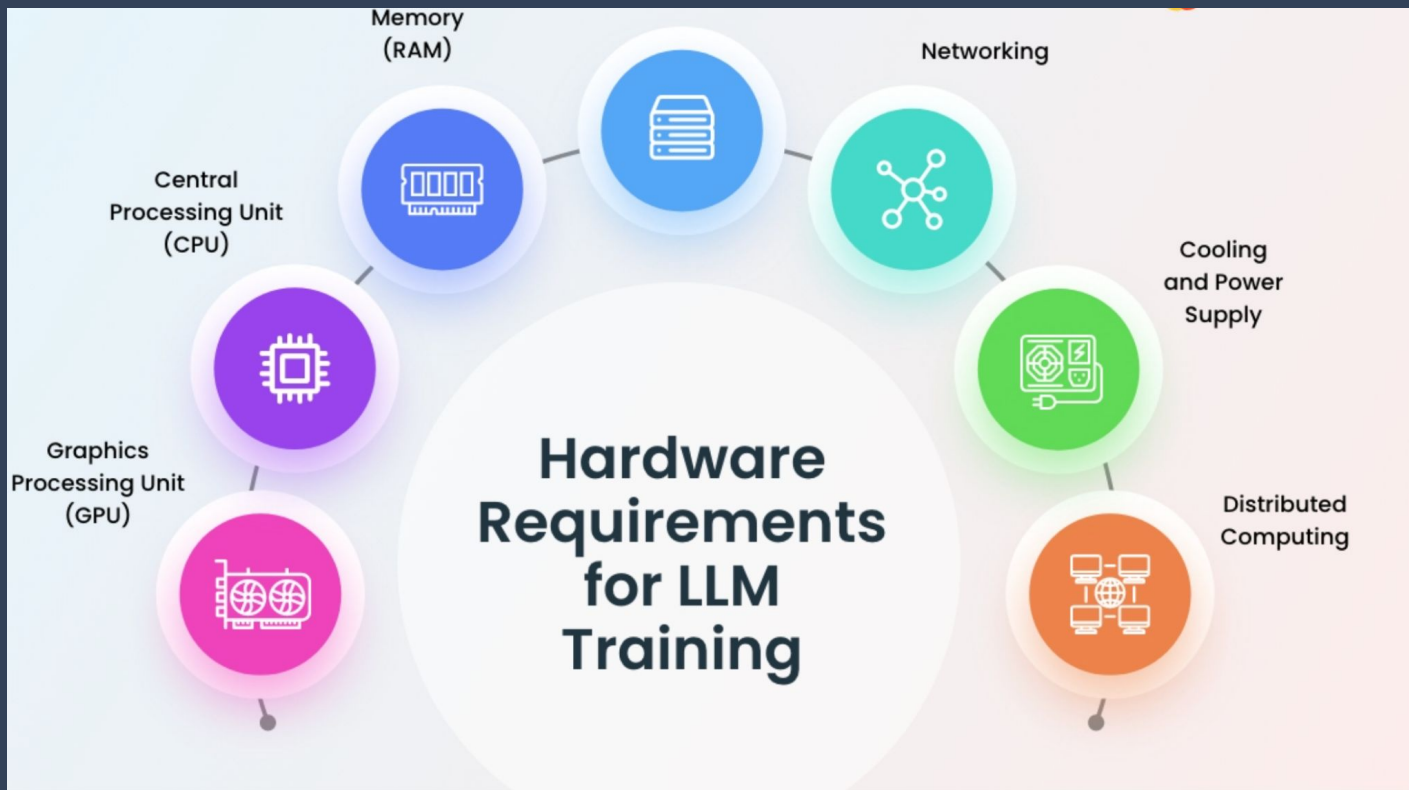 Memory
(RAM)
Networking
Central
Processing Unit
(CPU)
Cooling
and Power
Supply
Graphics
Processing Unit
(GPU)
Distributed
Computing
Hardware
Requirements
for LLM
Training